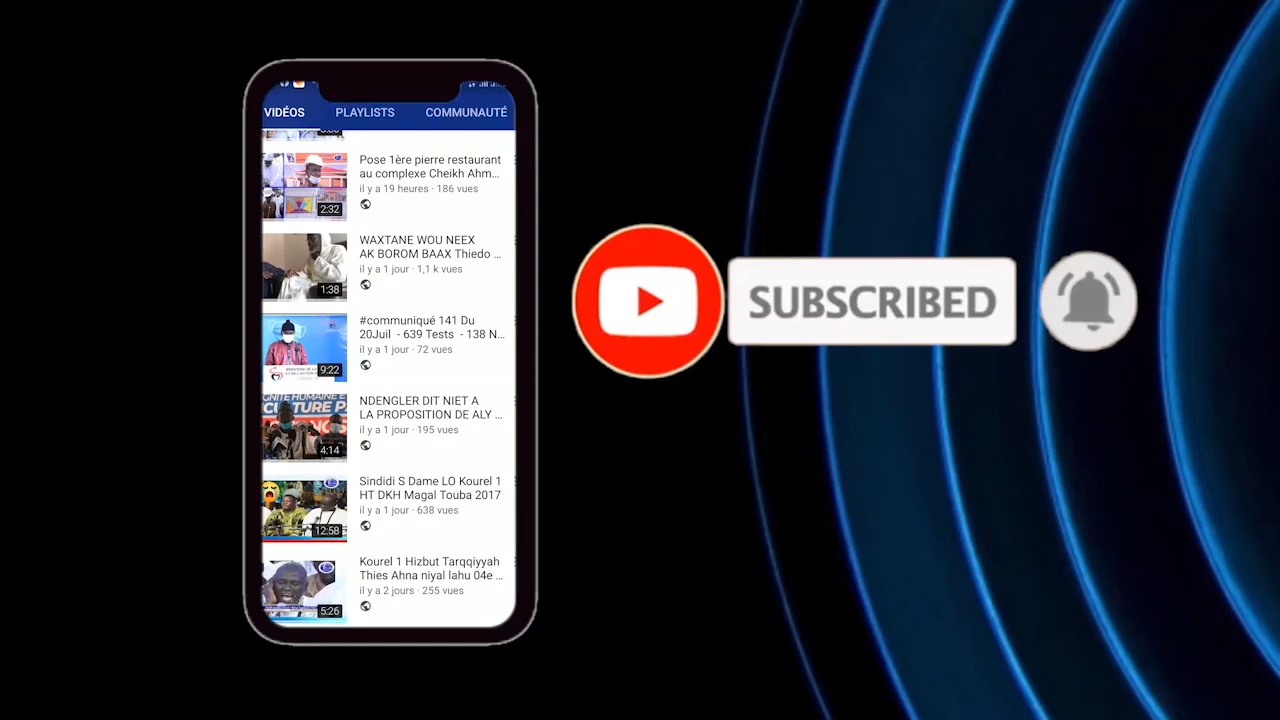 VIDÉOS PLAYLISTS COMMUNAUTÉ
Pose 1ère pierre restaurant
au complexe Cheikh Ahm...
il y a 19 heures · 186 vues
2:32
WAXTANE WOU NEEX
AK BOROM BAAX Thiedo ...
il y a 1 jour · 1,1 k vues
1:38
#communiqué 141 Du
20Juil - 639 Tests - 138 N...
il y a 1 jour · 72 vues
9:22
NDENGLER DIT NIET A
LA PROPOSITION DE ALY ...
il y a 1 jour · 195 vues
4:14
Sindidi S Dame LO Kourel 1
HT DKH Magal Touba 2017
il y a 1 jour · 638 vues
12:58
Kourel 1 Hizbut Tarqqiyyah
Thies Ahna niyal lahu 04e ...
il y a 2 jours · 255 vues
5:26
SUBSCRIBED